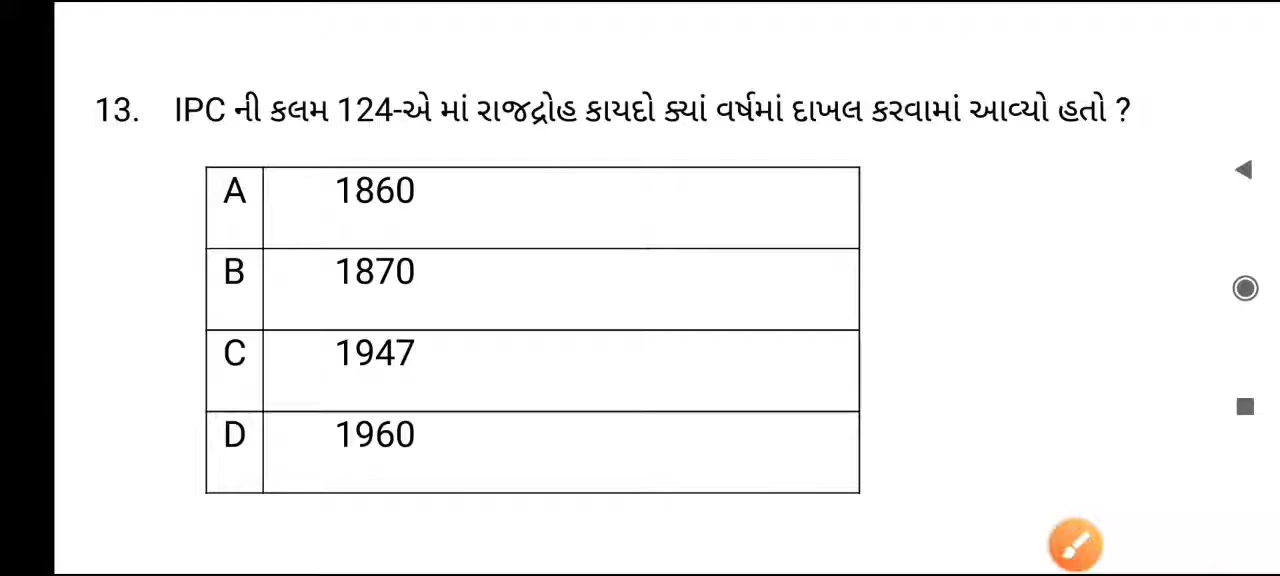 13. IPC ની કલમ 124-એ માં રાજદ્રોહ કાયદો ક્યાં વર્ષમાં દાખલ કરવામાં આવ્યો હતો ?
A 1860
B 1870
C 1947
D 1960